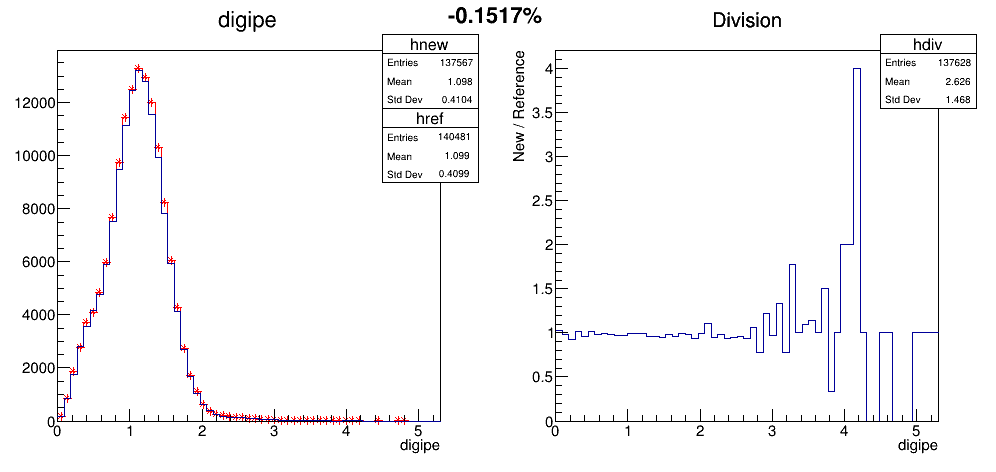 -0.1517%
digipe
hnew
Entries 137567
Mean 1.098
Std Dev 0.4104
href
Entries 140481
Mean 1.099
Std Dev 0.4099
12000
10000
8000
6000
4000
2000
0
0 1 2 3 4 5
digipe
Division
hdiv
Entries 137628
Mean 2.626
Std Dev 1.468
New / Reference
4
3.5
3
2.5
2
1.5
1
0.5
0
0 1 2 3 4 5
digipe